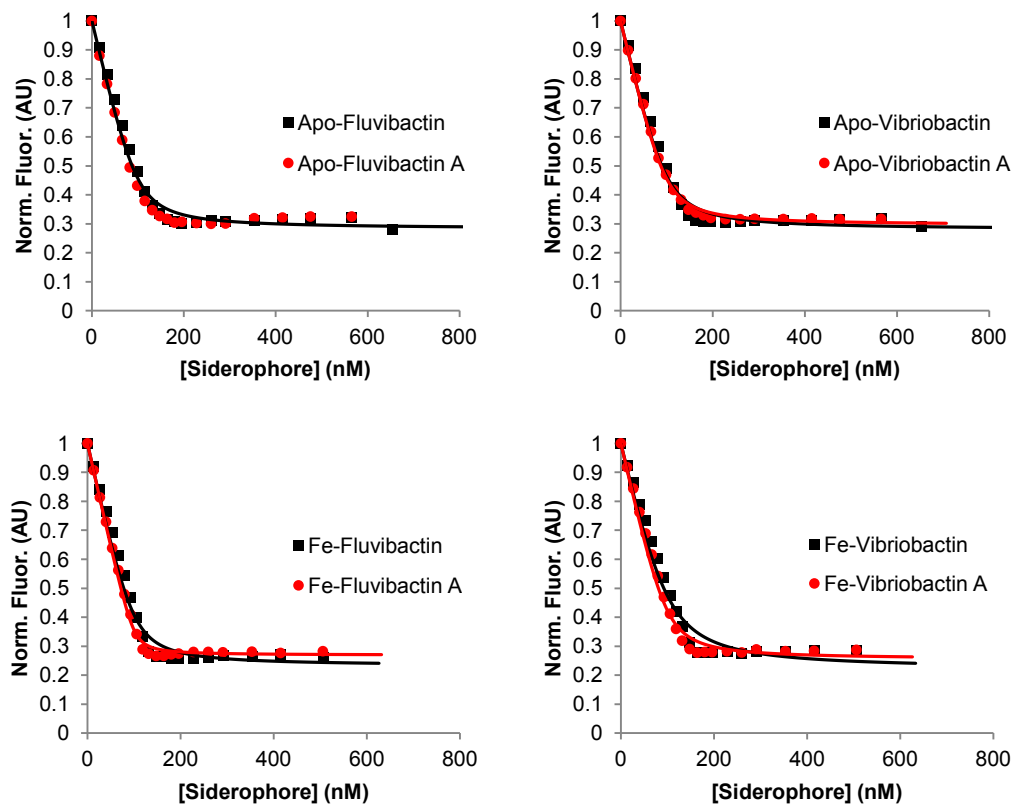 1
0.9
0.8
0.7
0.6
0.5
0.4
0.3
0.2
0.1
0
Norm. Fluor. (AU)
Apo-Fluvibactin
Apo-Fluvibactin A
0 200 400 600 800
[Siderophore] (nM)
1
0.9
0.8
0.7
0.6
0.5
0.4
0.3
0.2
0.1
0
Norm. Fluor. (AU)
Apo-Vibriobactin
Apo-Vibriobactin A
0 200 400 600 800
[Siderophore] (nM)
1
0.9
0.8
0.7
0.6
0.5
0.4
0.3
0.2
0.1
0
Norm. Fluor. (AU)
Fe-Fluvibactin
Fe-Fluvibactin A
0 200 400 600 800
[Siderophore] (nM)
1
0.9
0.8
0.7
0.6
0.5
0.4
0.3
0.2
0.1
0
Norm. Fluor. (AU)
Fe-Vibriobactin
Fe-Vibriobactin A
0 200 400 600 800
[Siderophore] (nM)